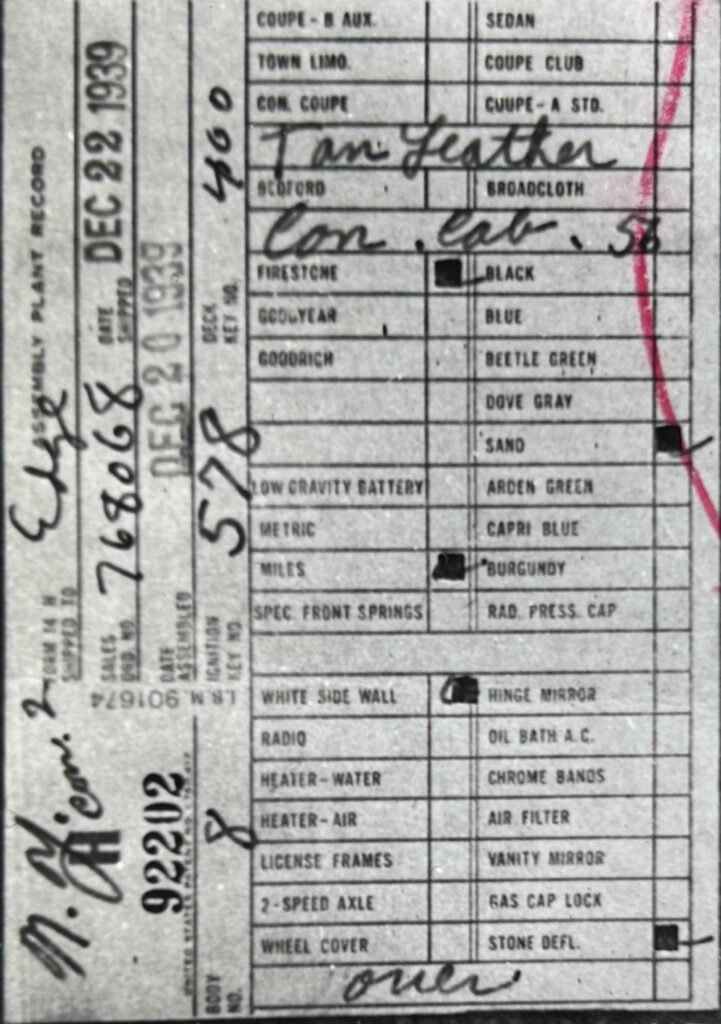 COUPE - B AUX. SEDAN
TOWN LIMO. COUPE CLUB
CON. COUPE COUPE - A STD.
Tan Leather
BEDFORD BROADCLOTH
Con. Cab. 56
FIRESTONE BLACK
GOODYEAR BLUE
GOODRICH BEETLE GREEN
DOVE GRAY
SAND
LOW GRAVITY BATTERY ARDEN GREEN
METRIC CAPRI BLUE
MILES BURGUNDY
SPEC. FRONT SPRINGS RAD. PRESS. CAP
WHITE SIDE WALL HINGE MIRROR
RADIO OIL BATH A.C.
HEATER - WATER CHROME BANDS
HEATER - AIR AIR FILTER
LICENSE FRAMES VANITY MIRROR
2 - SPEED AXLE GAS CAP LOCK
WHEEL COVER STONE DEFL.
over
FORM 14 N ASSEMBLY PLANT RECORD
SHIPPED TO Edge
N. Y. con. 2
H
SALES ORD. NO. 768068 DATE SHIPPED DEC 22 1939
92202
DATE ASSEMBLED DEC 20 1939
I.B.M. 901674
BODY NO. 8 IGNITION KEY NO. 578 DECK KEY NO. 400